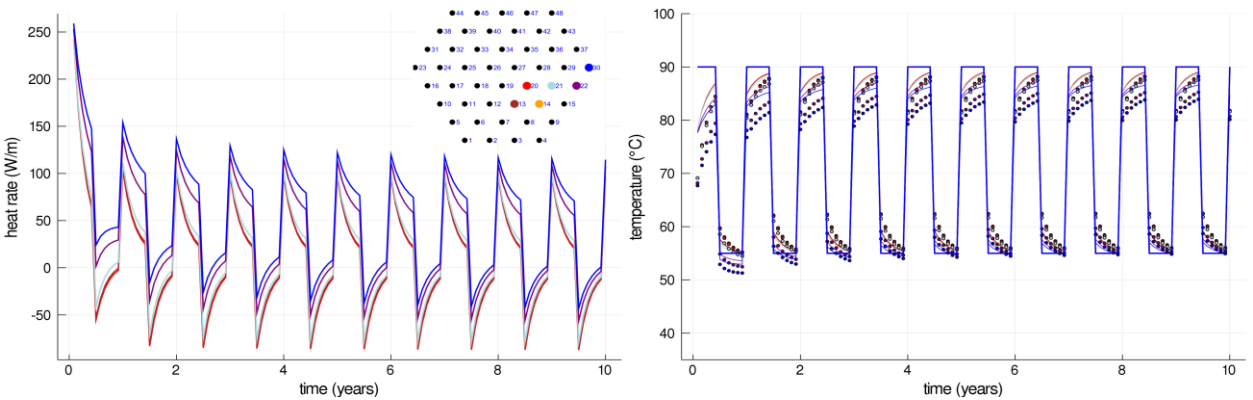 250
200
150
100
50
0
-50
heat rate (W/m)
0 2 4 6 8 10
time (years)
44 45 46 47 48
38 39 40 41 42 43
31 32 33 34 35 36 37
23 24 25 26 27 28 29 30
16 17 18 19 20 21 22
10 11 12 13 14 15
5 6 7 8 9
1 2 3 4
100
90
80
70
60
50
40
temperature (°C)
0 2 4 6 8 10
time (years)